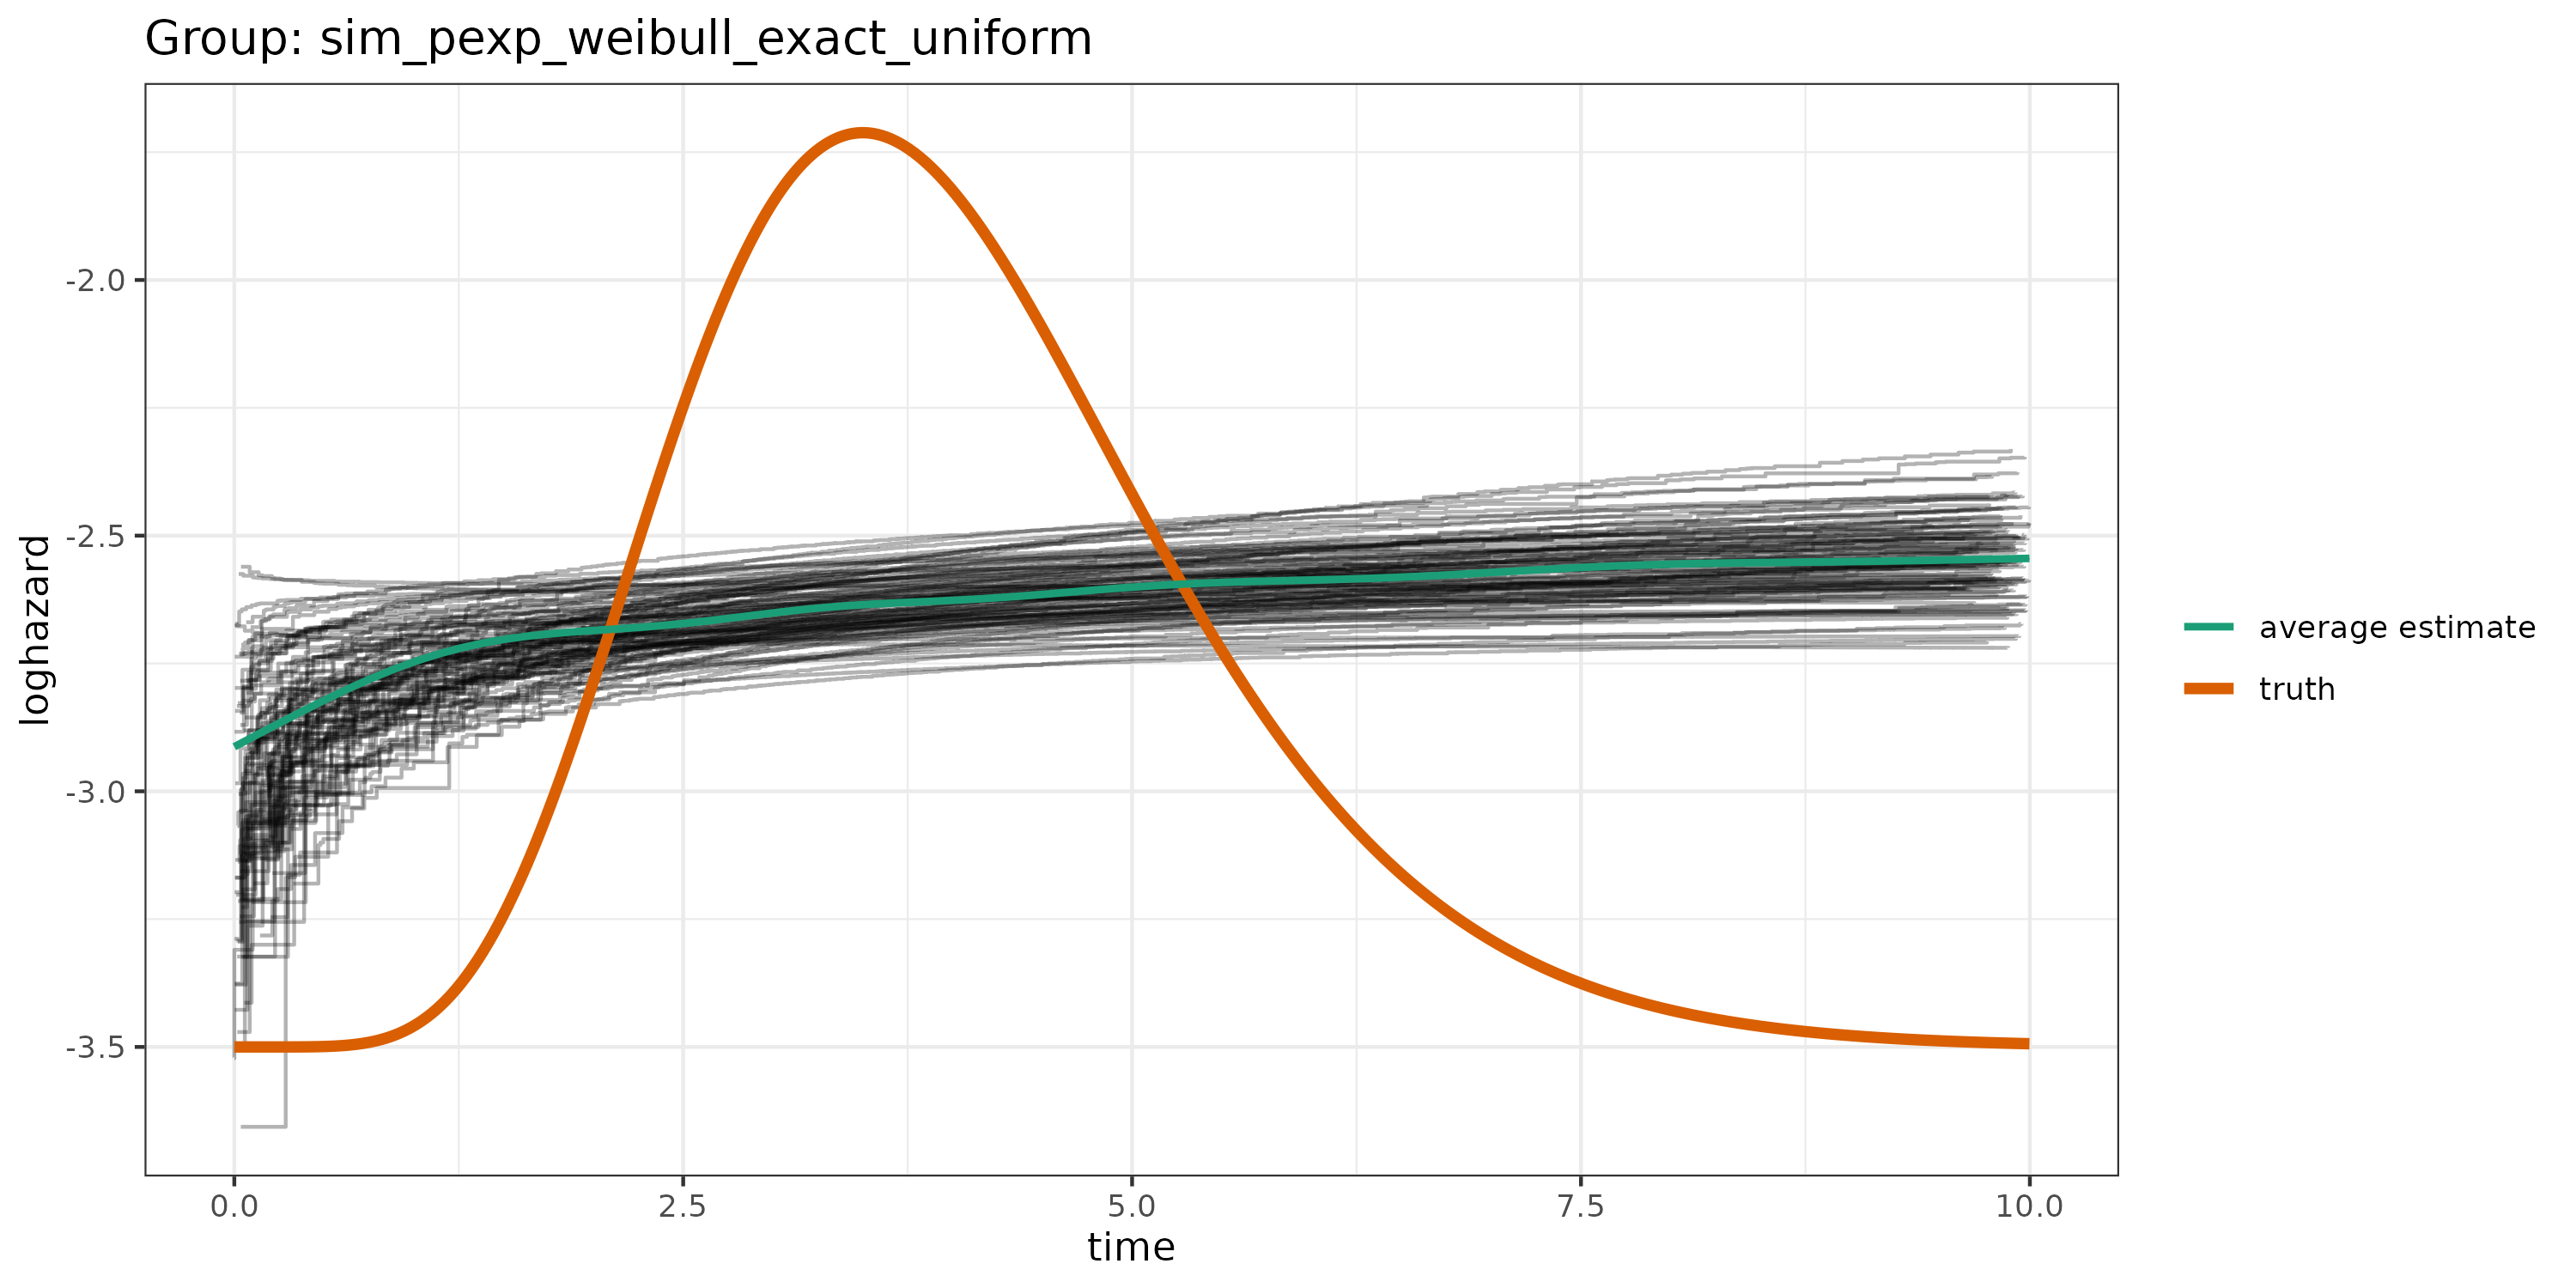 Group: sim_pexp_weibull_exact_uniform
loghazard
-2.0
-2.5
-3.0
-3.5
0.0 2.5 5.0 7.5 10.0
time
average estimate
truth